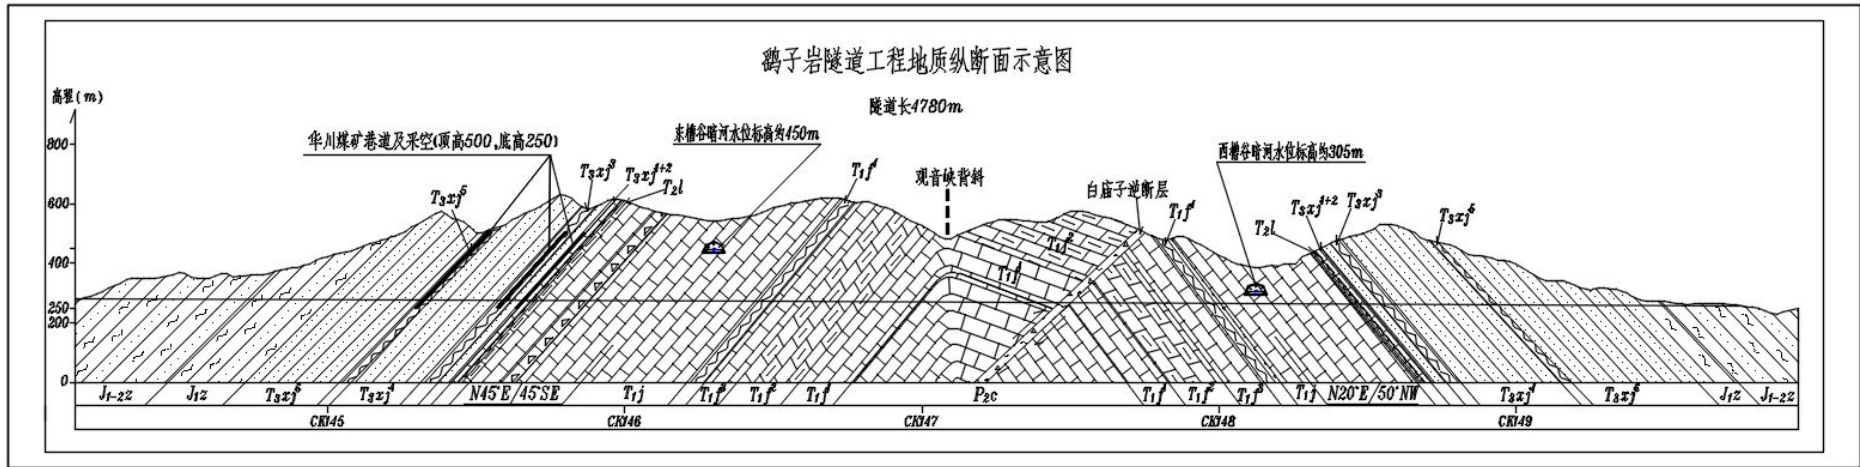 鹞子岩隧道工程地质纵断面示意图
隧道长4780m
高程(m)
华川煤矿巷道及采空(顶高500,底高250)
东槽谷暗河水位标高约450m
西槽谷暗河水位标高约305m
观音峡背斜
白庙子逆断层
T₃xj⁵
T₃xj³
T₃xj¹⁺²
T₂l
T₁f⁴
T₁f²
T₁f¹
T₁f⁴
T₂l
T₃xj¹⁺²
T₃xj³
T₃xj⁵
800
600
400
250
200
0
J₁₋₂z J₁z T₃xj⁶ T₃xj⁴ N45°E/45°SE T₁j T₁f³ T₁f² T₁f¹ P₂c T₁f¹ T₁f² T₁f³ T₁j N20°E/50°NW T₃xj⁴ T₃xj⁶ J₁z J₁₋₂z
CK145 CK146 CK147 CK148 CK149